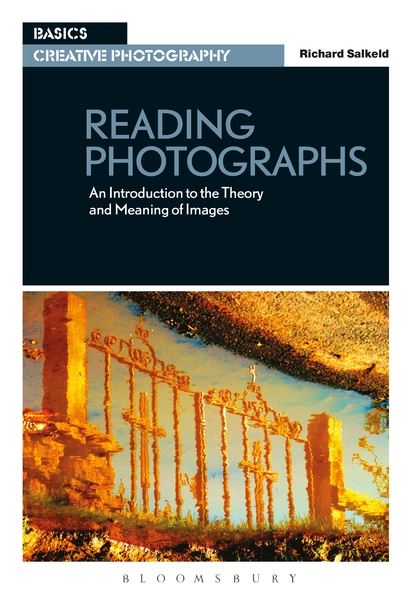 BASICS
CREATIVE PHOTOGRAPHY
Richard Salkeld
READING
PHOTOGRAPHS
An Introduction to the Theory
and Meaning of Images
BLOOMSBURY